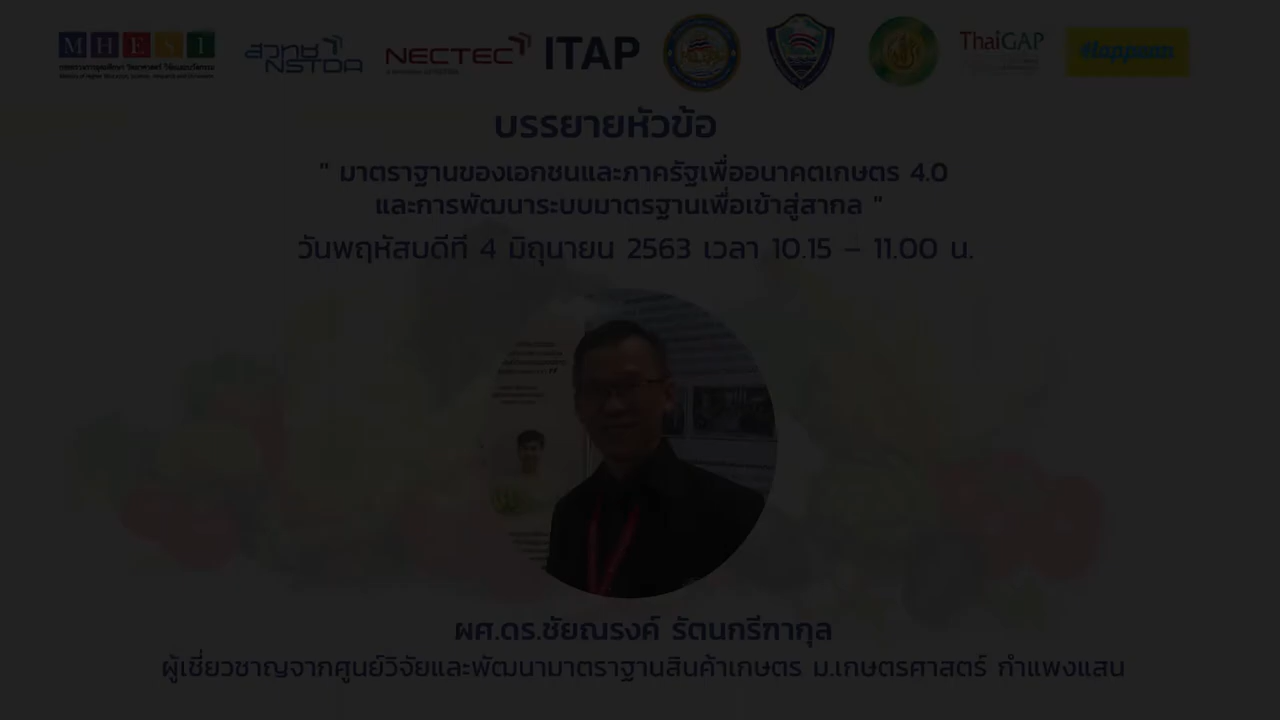 MHESI
สวทช NSTDA
NECTEC
ITAP
ThaiGAP
บรรยายหัวข้อ
" มาตราฐานของเอกชนและภาครัฐเพื่ออนาคตเกษตร 4.0
และการพัฒนาระบบมาตรฐานเพื่อเข้าสู่สากล "
วันพฤหัสบดีที่ 4 มิถุนายน 2563 เวลา 10.15 – 11.00 น.
ผศ.ดร.ชัยณรงค์ รัตนกรีฑากุล
ผู้เชี่ยวชาญจากศูนย์วิจัยและพัฒนามาตราฐานสินค้าเกษตร ม.เกษตรศาสตร์ กำแพงแสน